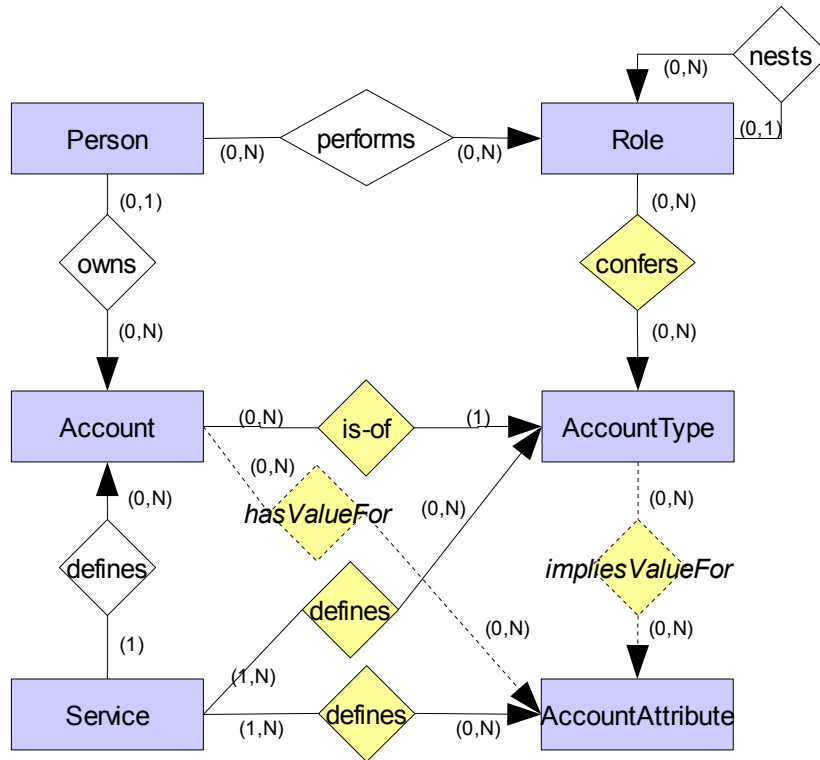 nests
(0,N)
Person
(0,N)
performs
(0,N)
Role
(0,1)
(0,1)
(0,N)
owns
confers
(0,N)
(0,N)
Account
(0,N)
is-of
(1)
AccountType
(0,N)
(0,N)
(0,N)
hasValueFor
(0,N)
defines
impliesValueFor
defines
(1)
(0,N)
(0,N)
(1,N)
Service
(1,N)
defines
(0,N)
AccountAttribute